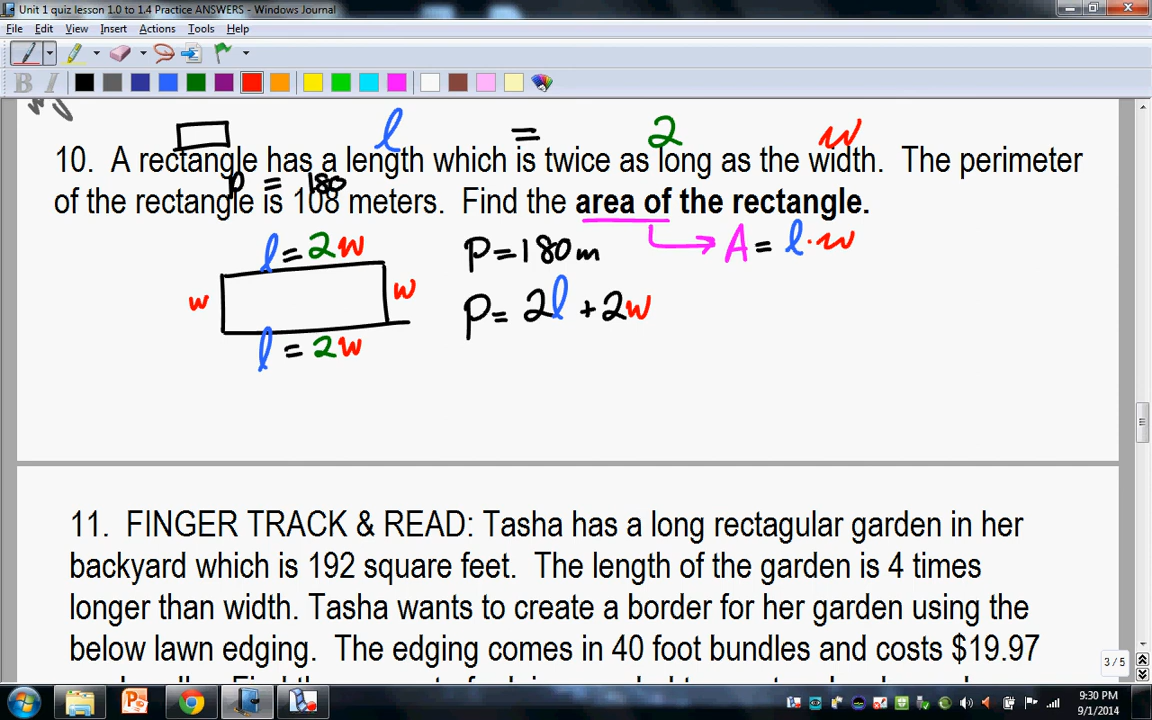 Unit 1 quiz lesson 1.0 to 1.4 Practice ANSWERS - Windows Journal
File Edit View Insert Actions Tools Help
B I
l = 2 w
10. A rectangle has a length which is twice as long as the width. The perimeter
p = 180
of the rectangle is 108 meters. Find the area of the rectangle.
l = 2w
P=180m
A = l·w
w
w
P= 2l + 2w
l = 2w
11. FINGER TRACK & READ: Tasha has a long rectagular garden in her
backyard which is 192 square feet. The length of the garden is 4 times
longer than width. Tasha wants to create a border for her garden using the
below lawn edging. The edging comes in 40 foot bundles and costs $19.97
3 / 5
9:30 PM
9/1/2014